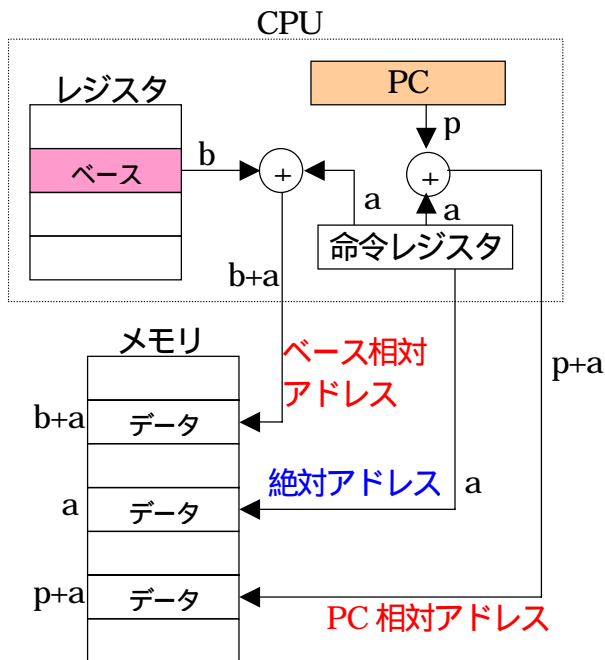 CPU
レジスタ
PC
ベース
b
p
+
+
a
a
命令レジスタ
b+a
メモリ
ベース相対
アドレス
p+a
b+a
データ
絶対アドレス
a
a
データ
p+a
データ
PC 相対アドレス